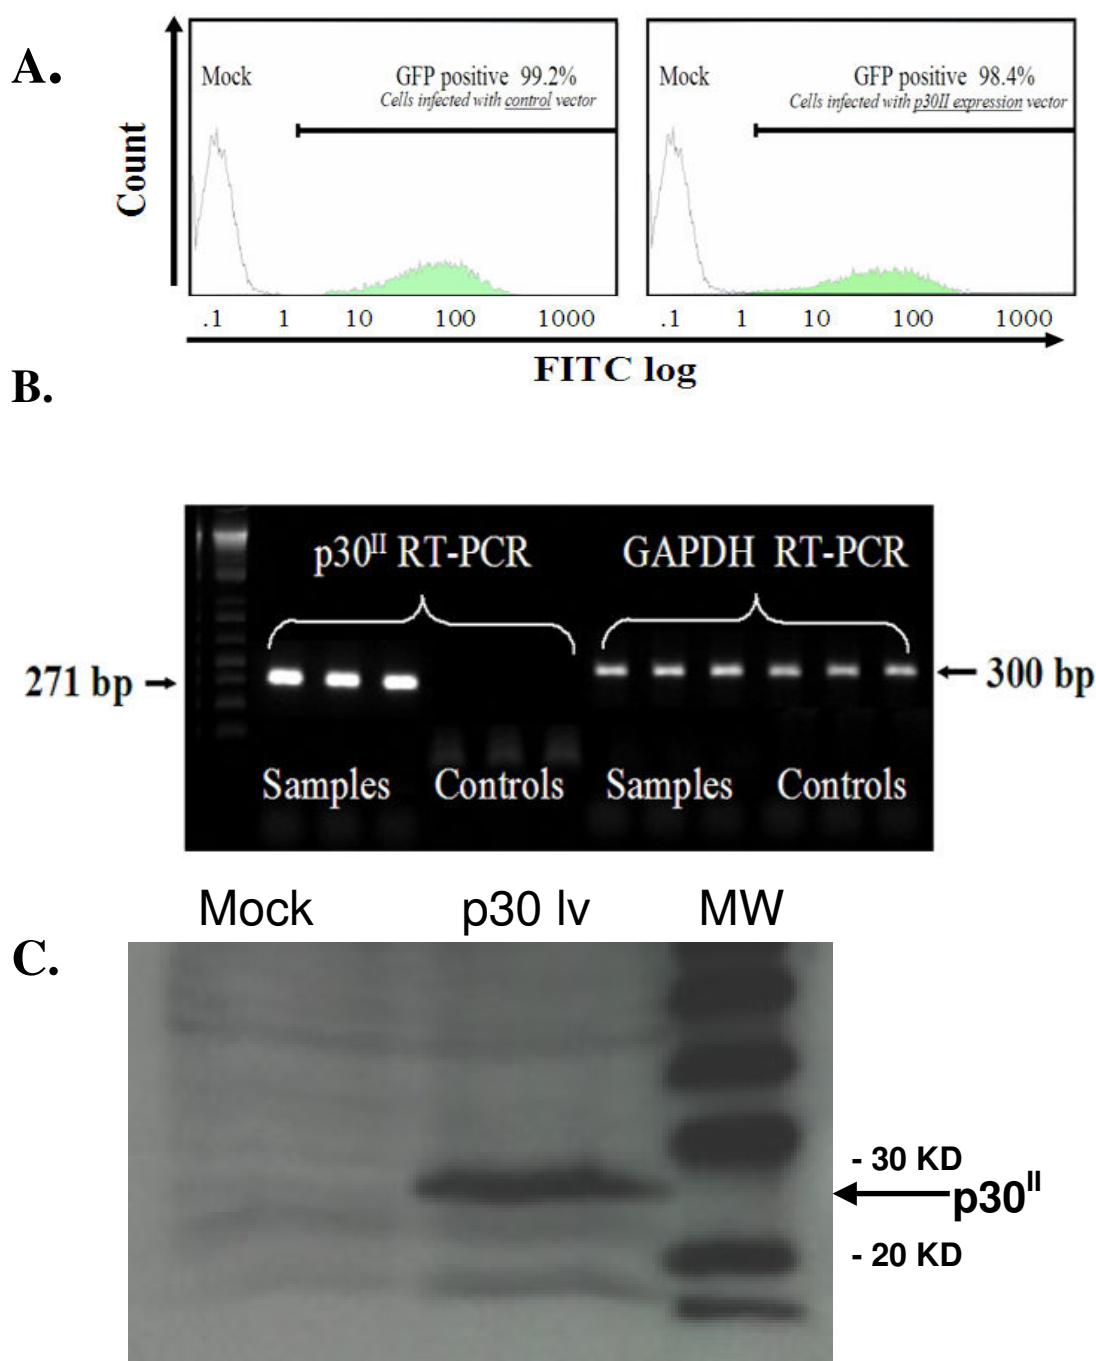 A.
Count
Mock
GFP positive 99.2%
Cells infected with control vector
Mock
GFP positive 98.4%
Cells infected with p30II expression vector
.1 1 10 100 1000
.1 1 10 100 1000
FITC log
B.
p30ᴵᴵ RT-PCR
GAPDH RT-PCR
271 bp
300 bp
Samples Controls Samples Controls
Mock p30 lv MW
C.
- 30 KD
p30ᴵᴵ
- 20 KD